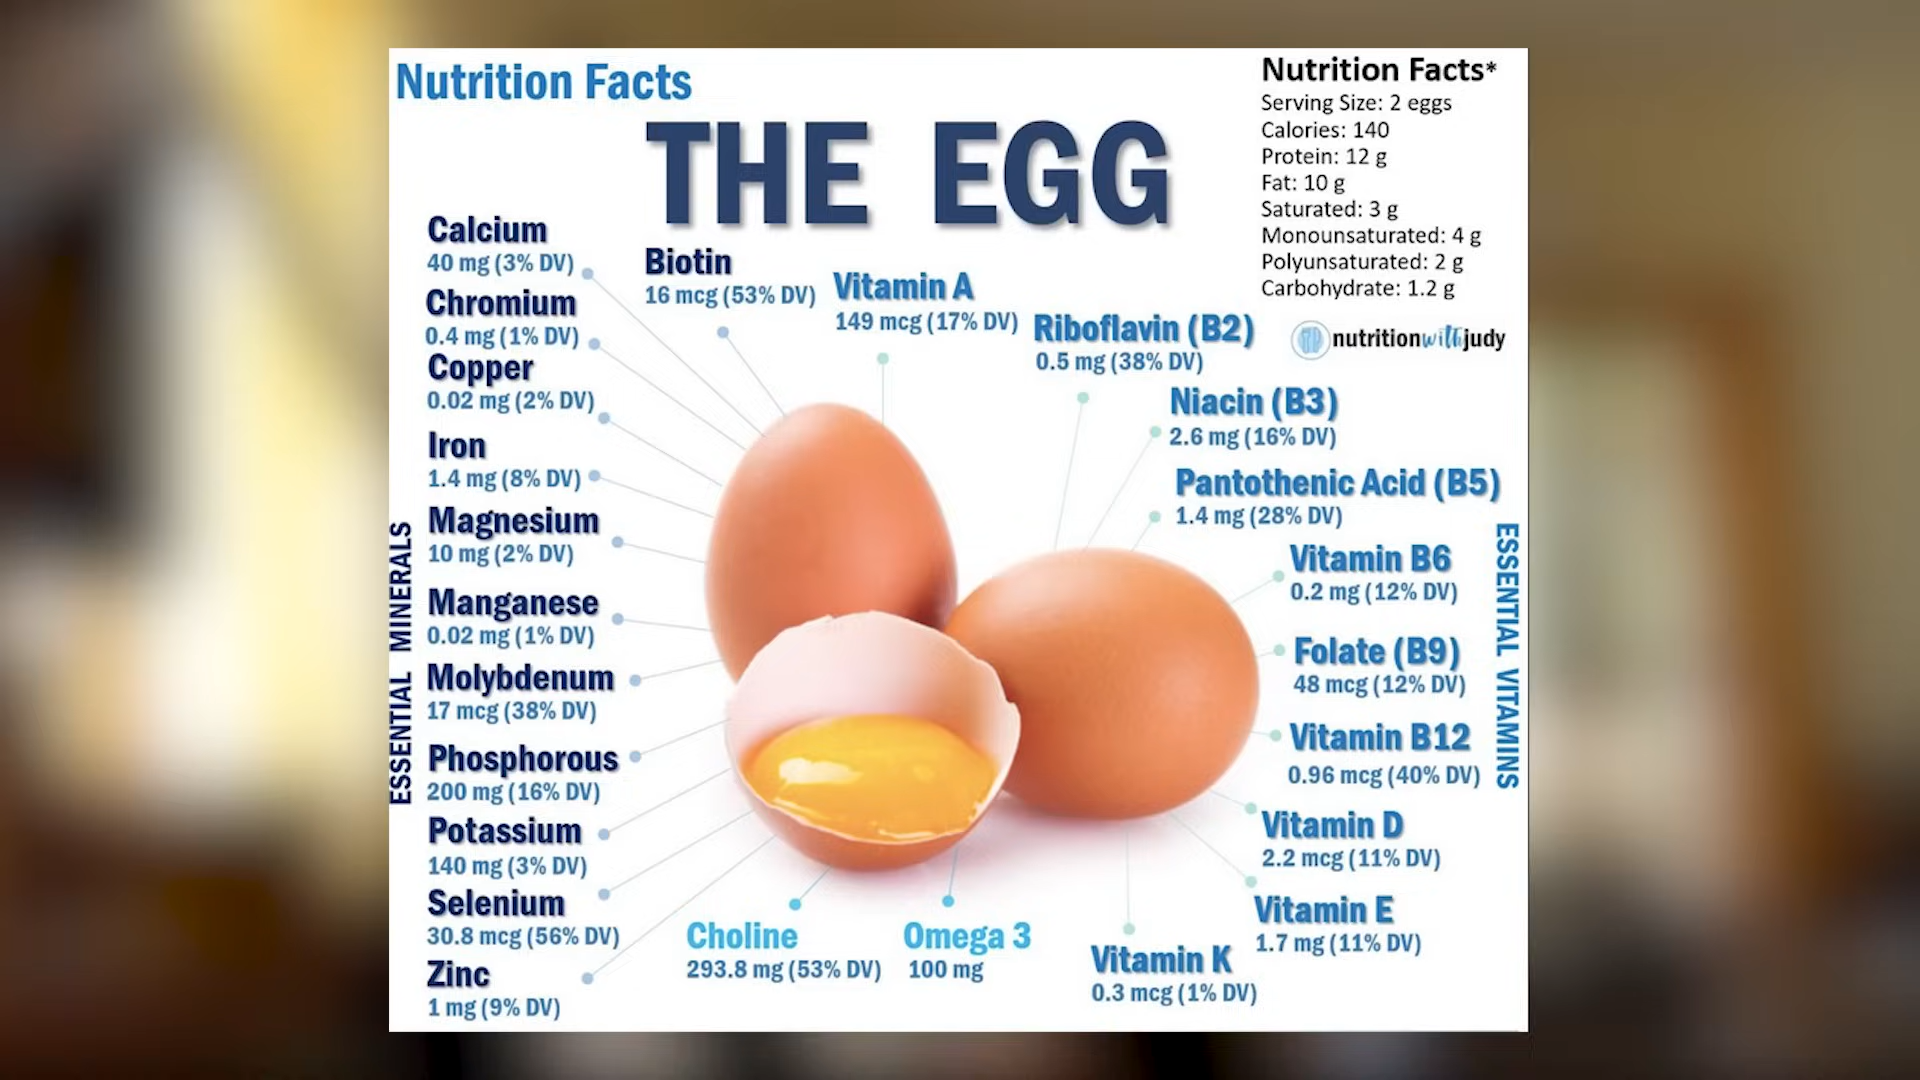 Nutrition Facts
THE EGG
Nutrition Facts*
Serving Size: 2 eggs
Calories: 140
Protein: 12 g
Fat: 10 g
Saturated: 3 g
Monounsaturated: 4 g
Polyunsaturated: 2 g
Carbohydrate: 1.2 g
nutritionwithjudy
ESSENTIAL MINERALS
Calcium
40 mg (3% DV)
Chromium
0.4 mg (1% DV)
Copper
0.02 mg (2% DV)
Iron
1.4 mg (8% DV)
Magnesium
10 mg (2% DV)
Manganese
0.02 mg (1% DV)
Molybdenum
17 mcg (38% DV)
Phosphorous
200 mg (16% DV)
Potassium
140 mg (3% DV)
Selenium
30.8 mcg (56% DV)
Zinc
1 mg (9% DV)
Biotin
16 mcg (53% DV)
Vitamin A
149 mcg (17% DV)
Riboflavin (B2)
0.5 mg (38% DV)
Niacin (B3)
2.6 mg (16% DV)
Pantothenic Acid (B5)
1.4 mg (28% DV)
Vitamin B6
0.2 mg (12% DV)
Folate (B9)
48 mcg (12% DV)
Vitamin B12
0.96 mcg (40% DV)
Vitamin D
2.2 mcg (11% DV)
Vitamin E
1.7 mg (11% DV)
Vitamin K
0.3 mcg (1% DV)
Choline
293.8 mg (53% DV)
Omega 3
100 mg
ESSENTIAL VITAMINS